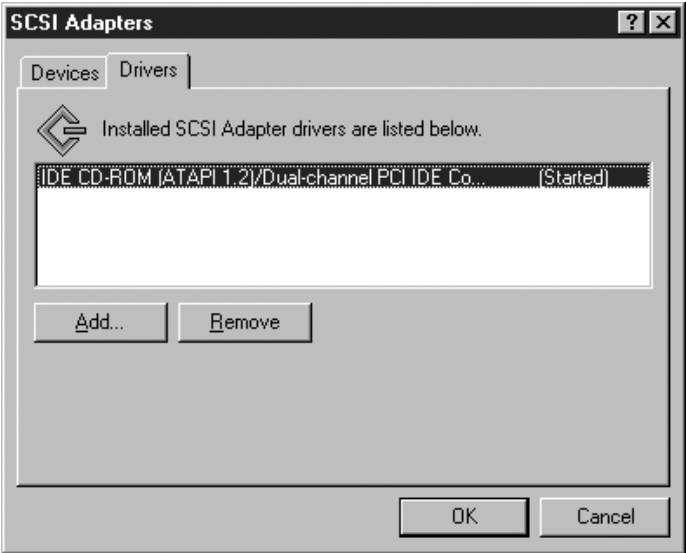 SCSI Adapters
Devices Drivers
Installed SCSI Adapter drivers are listed below.
IDE CD-ROM (ATAPI 1.2)/Dual-channel PCI IDE Co... (Started)
Add... Remove
OK Cancel